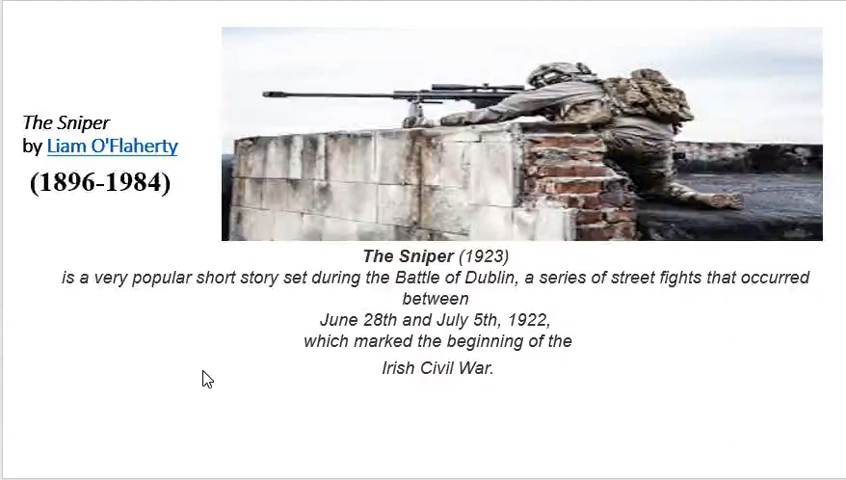 The Sniper
by Liam O'Flaherty
(1896-1984)
The Sniper (1923)
is a very popular short story set during the Battle of Dublin, a series of street fights that occurred
between
June 28th and July 5th, 1922,
which marked the beginning of the
Irish Civil War.